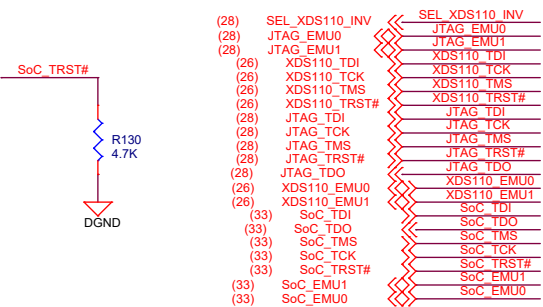 SoC_TRST#
R130
4.7K
DGND
(28) SEL_XDS110_INV SEL_XDS110_INV
(28) JTAG_EMU0 JTAG_EMU0
(28) JTAG_EMU1 JTAG_EMU1
(26) XDS110_TDI XDS110_TDI
(26) XDS110_TCK XDS110_TCK
(26) XDS110_TMS XDS110_TMS
(26) XDS110_TRST# XDS110_TRST#
(28) JTAG_TDI JTAG_TDI
(28) JTAG_TCK JTAG_TCK
(28) JTAG_TMS JTAG_TMS
(28) JTAG_TRST# JTAG_TRST#
(28) JTAG_TDO JTAG_TDO
(26) XDS110_EMU0 XDS110_EMU0
(26) XDS110_EMU1 XDS110_EMU1
(33) SoC_TDI SoC_TDI
(33) SoC_TDO SoC_TDO
(33) SoC_TMS SoC_TMS
(33) SoC_TCK SoC_TCK
(33) SoC_TRST# SoC_TRST#
(33) SoC_EMU1 SoC_EMU1
(33) SoC_EMU0 SoC_EMU0